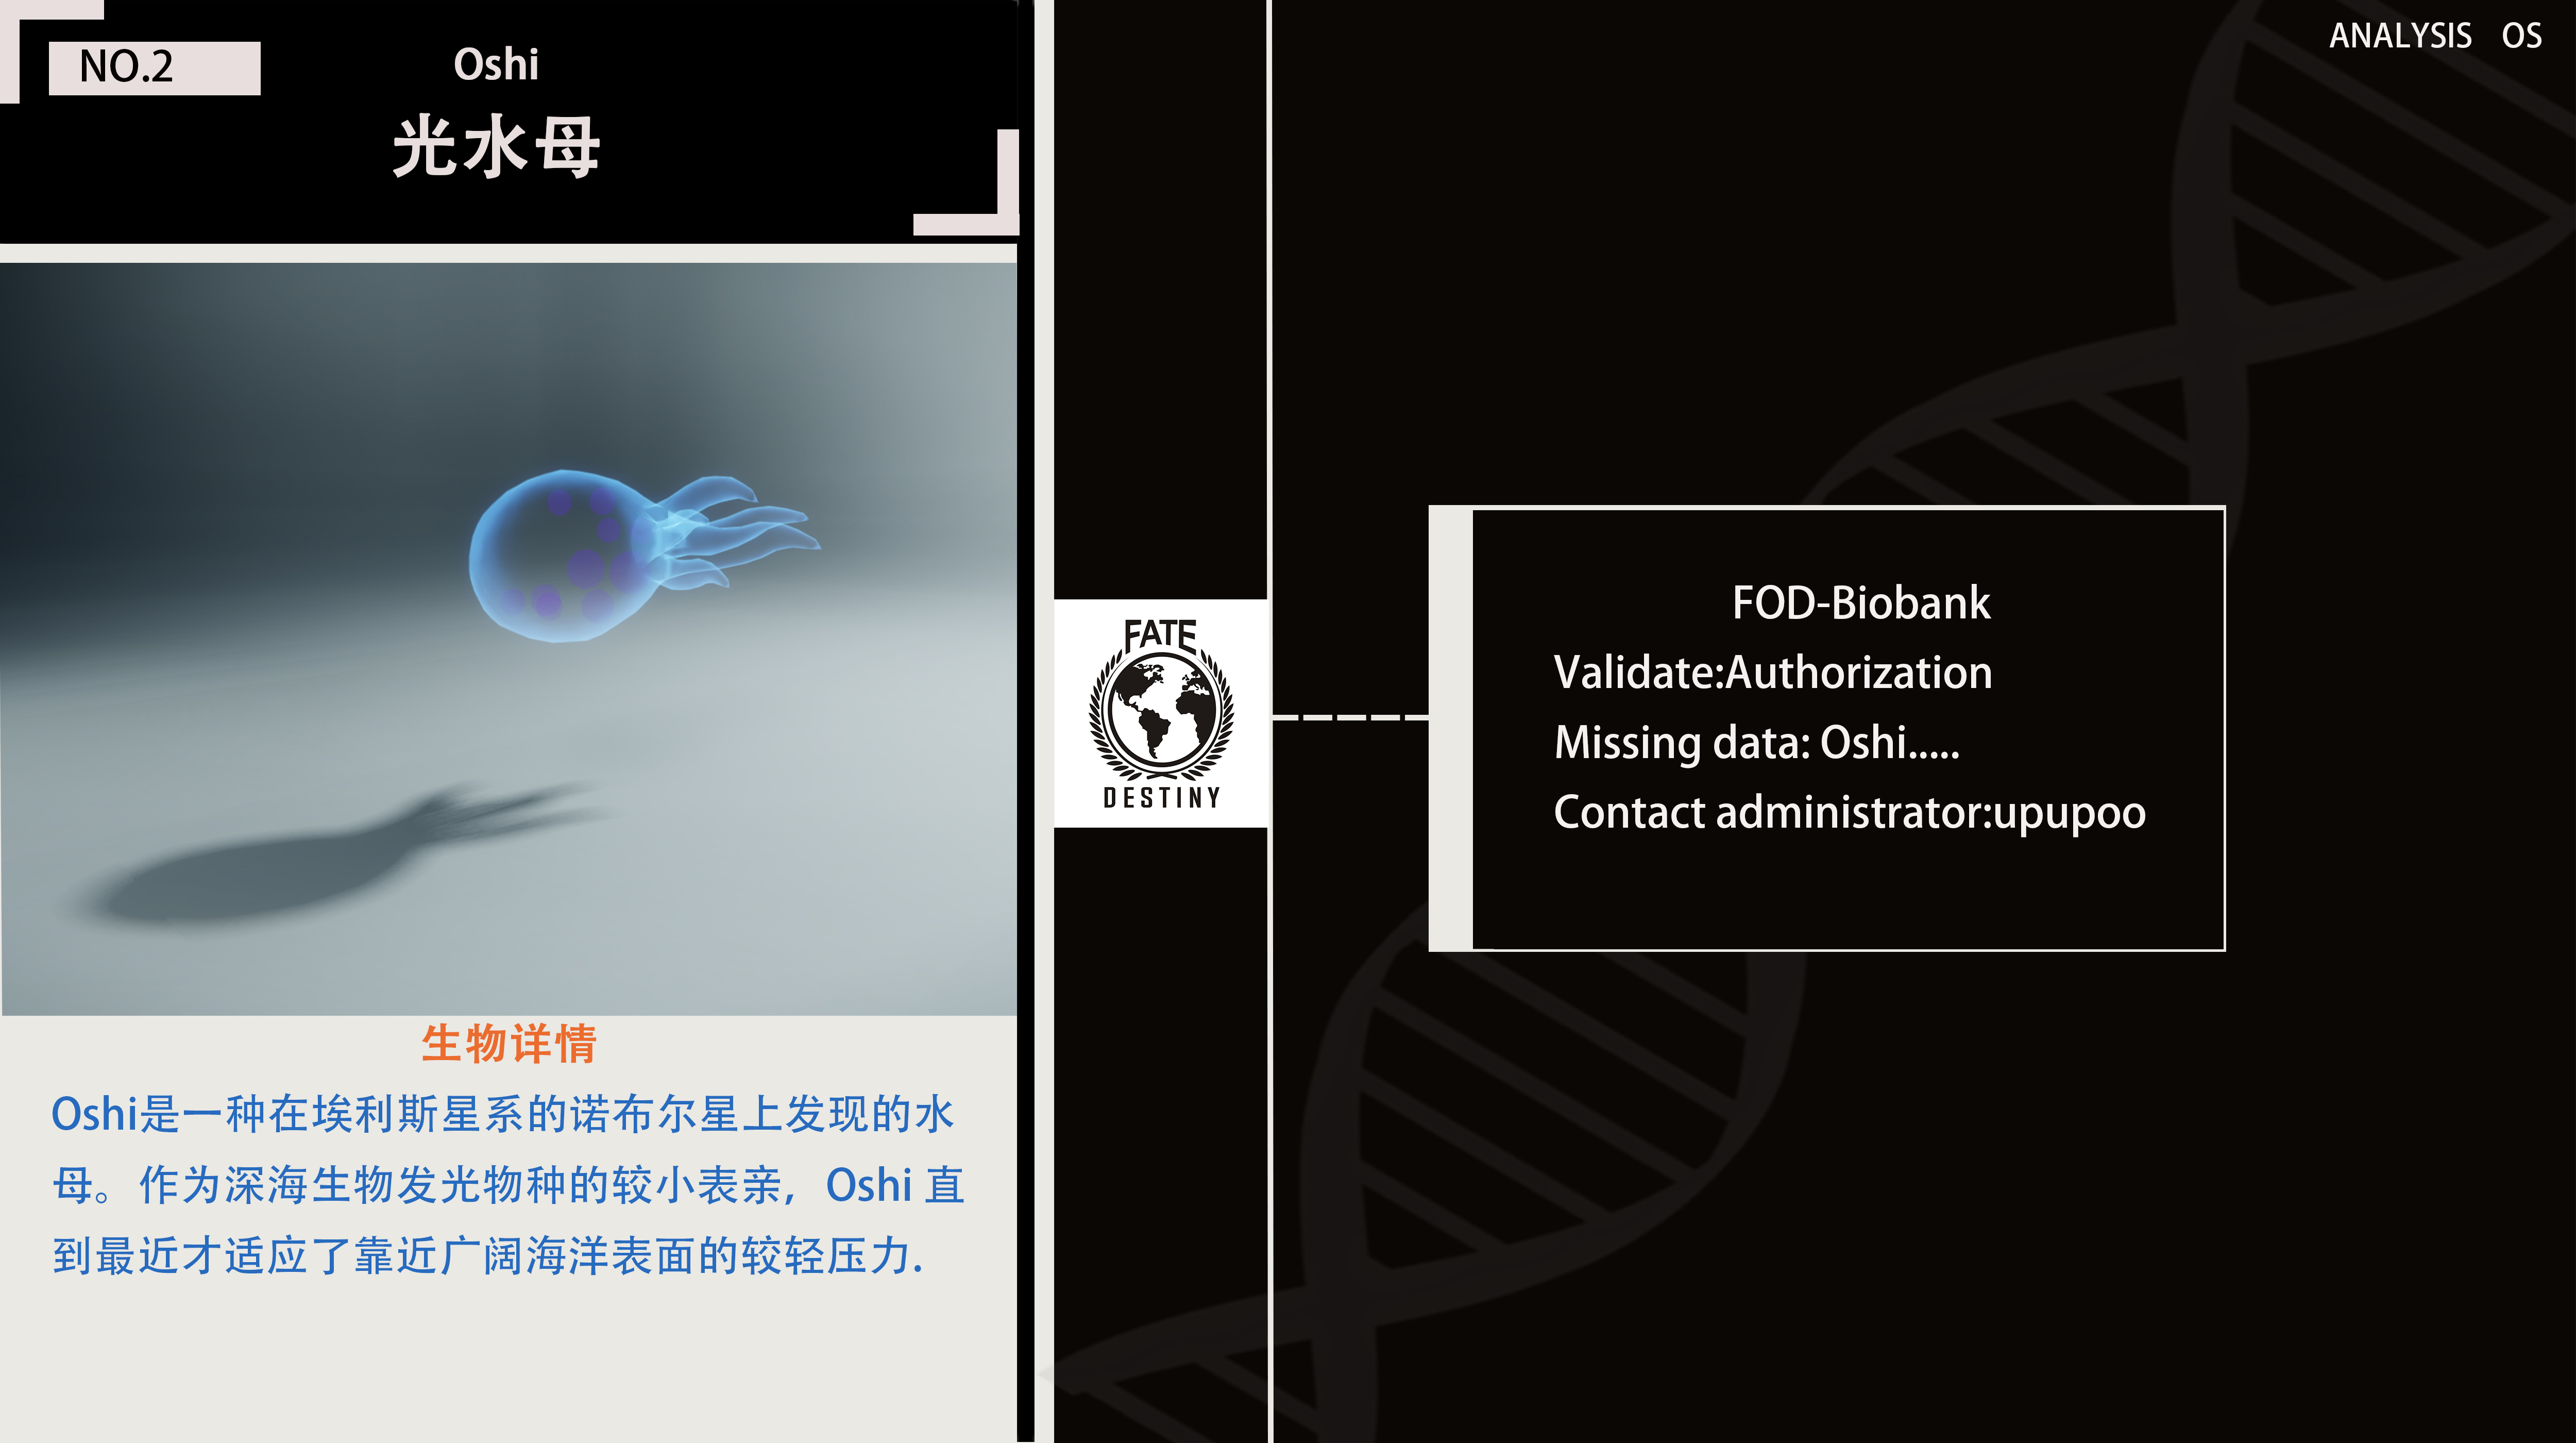 NO.2
Oshi
光水母
生物详情
Oshi是一种在埃利斯星系的诺布尔星上发现的水
母。作为深海生物发光物种的较小表亲，Oshi 直
到最近才适应了靠近广阔海洋表面的较轻压力.
FATE
DESTINY
ANALYSIS OS
FOD-Biobank
Validate:Authorization
Missing data: Oshi.....
Contact administrator:upupoo